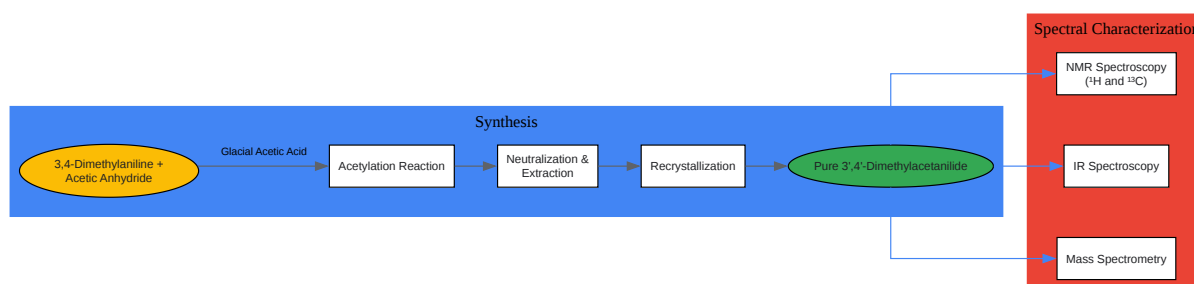 Synthesis
3,4-Dimethylaniline +
Acetic Anhydride
Glacial Acetic Acid
Acetylation Reaction
Neutralization &
Extraction
Recrystallization
Pure 3',4'-Dimethylacetanilide
Spectral Characterization
NMR Spectroscopy
(¹H and ¹³C)
IR Spectroscopy
Mass Spectrometry